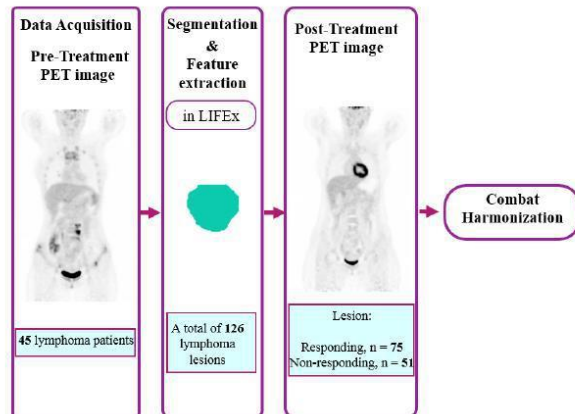 Data Acquisition
Pre-Treatment
PET image
45 lymphoma patients
Segmentation
&
Feature
extraction
in LIFEx
A total of 126
lymphoma
lesions
Post-Treatment
PET image
Lesion:
Responding, n = 75
Non-responding, n = 51
Combat
Harmonization